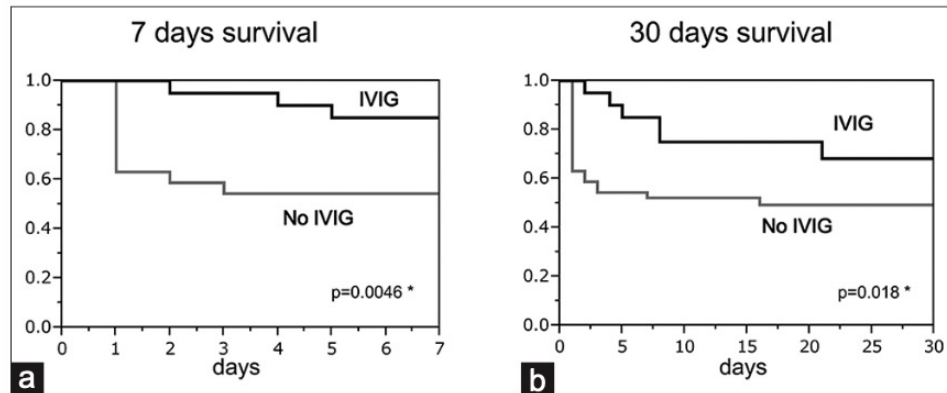 7 days survival
1.0
0.8
0.6
0.4
0.2
0.0
IVIG
No IVIG
p=0.0046 *
0 1 2 3 4 5 6 7
days
a
30 days survival
1.0
0.8
0.6
0.4
0.2
0.0
IVIG
No IVIG
p=0.018 *
0 5 10 15 20 25 30
days
b